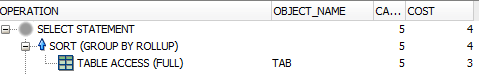 OPERATION OBJECT_NAME CA... COST
SELECT STATEMENT 5 4
SORT (GROUP BY ROLLUP) 5 4
TABLE ACCESS (FULL) TAB 5 3